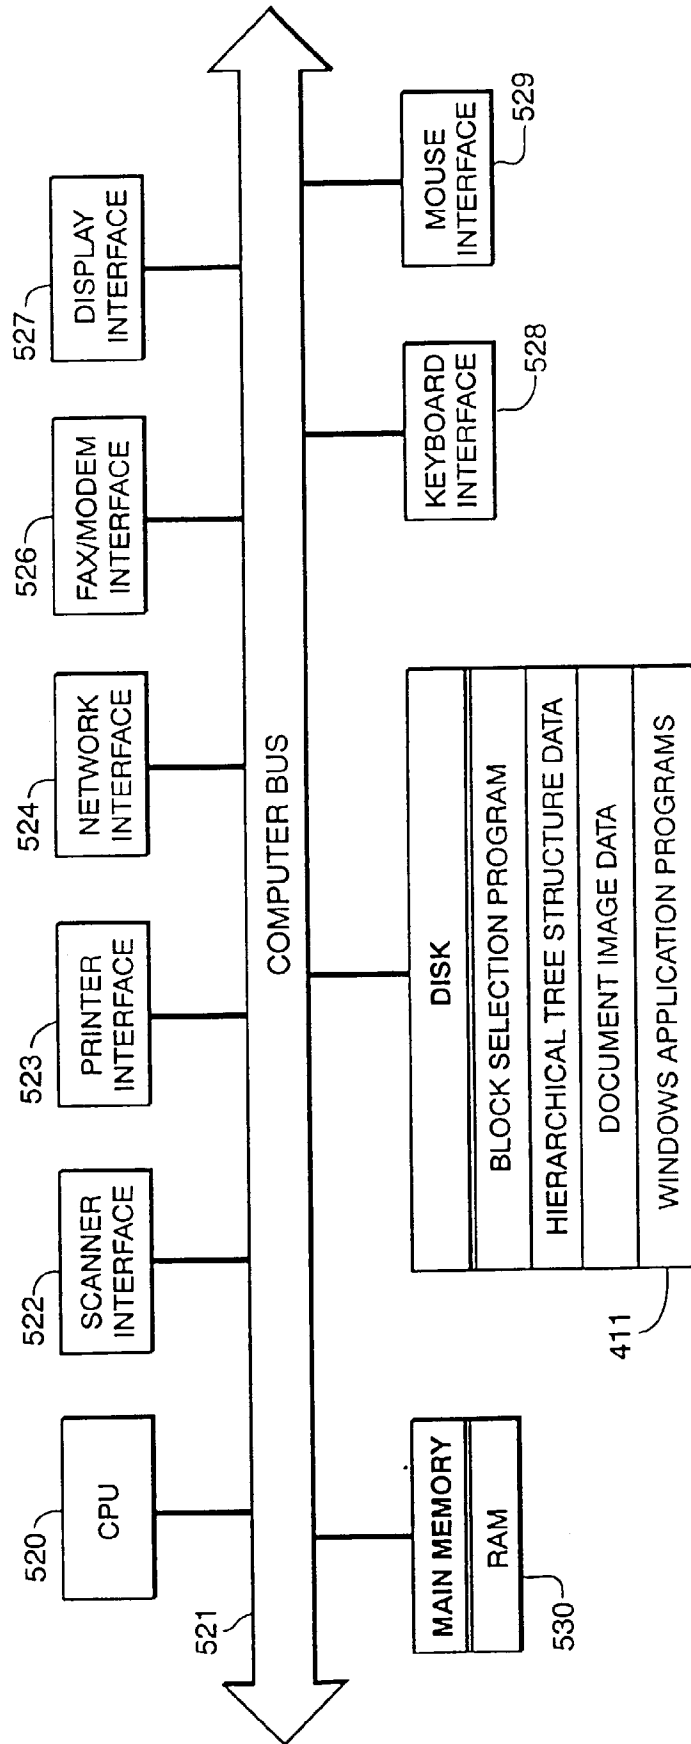 520
CPU
522
SCANNER
INTERFACE
523
PRINTER
INTERFACE
524
NETWORK
INTERFACE
526
FAX/MODEM
INTERFACE
527
DISPLAY
INTERFACE
521
COMPUTER BUS
MAIN MEMORY
RAM
530
DISK
BLOCK SELECTION PROGRAM
HIERARCHICAL TREE STRUCTURE DATA
DOCUMENT IMAGE DATA
WINDOWS APPLICATION PROGRAMS
411
KEYBOARD
INTERFACE
528
MOUSE
INTERFACE
529